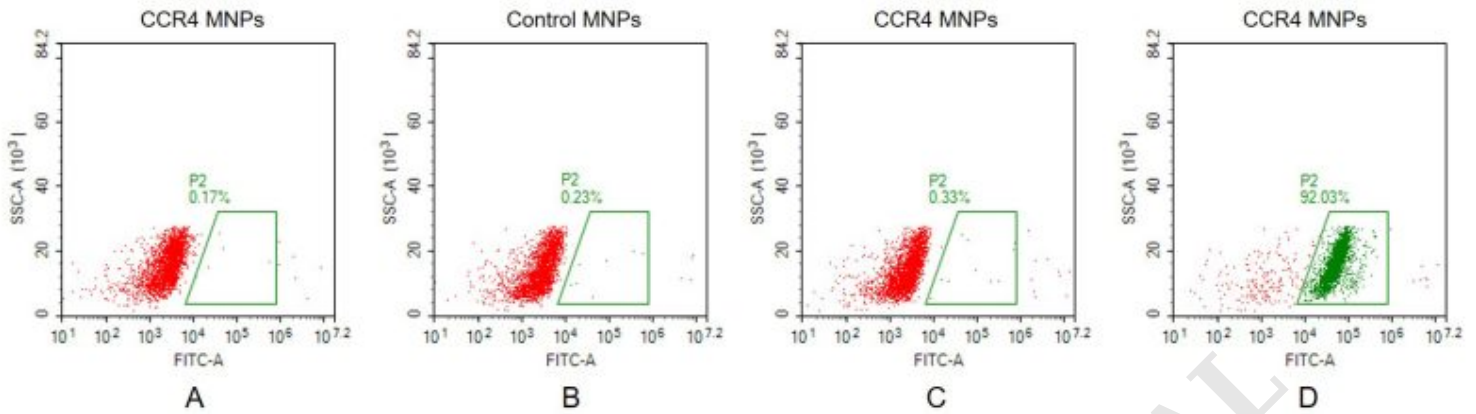 CCR4 MNPs
84.2
60
40
20
0
SSC-A (10³ |
P2
0.17%
10¹ 10² 10³ 10⁴ 10⁵ 10⁶ 10⁷·²
FITC-A
A
Control MNPs
84.2
60
40
20
0
SSC-A (10³ |
P2
0.23%
10¹ 10² 10³ 10⁴ 10⁵ 10⁶ 10⁷·²
FITC-A
B
CCR4 MNPs
84.2
60
40
20
0
SSC-A (10³ |
P2
0.33%
10¹ 10² 10³ 10⁴ 10⁵ 10⁶ 10⁷·²
FITC-A
C
CCR4 MNPs
84.2
60
40
20
0
SSC-A (10³ |
P2
92.03%
10¹ 10² 10³ 10⁴ 10⁵ 10⁶ 10⁷·²
FITC-A
D
AL